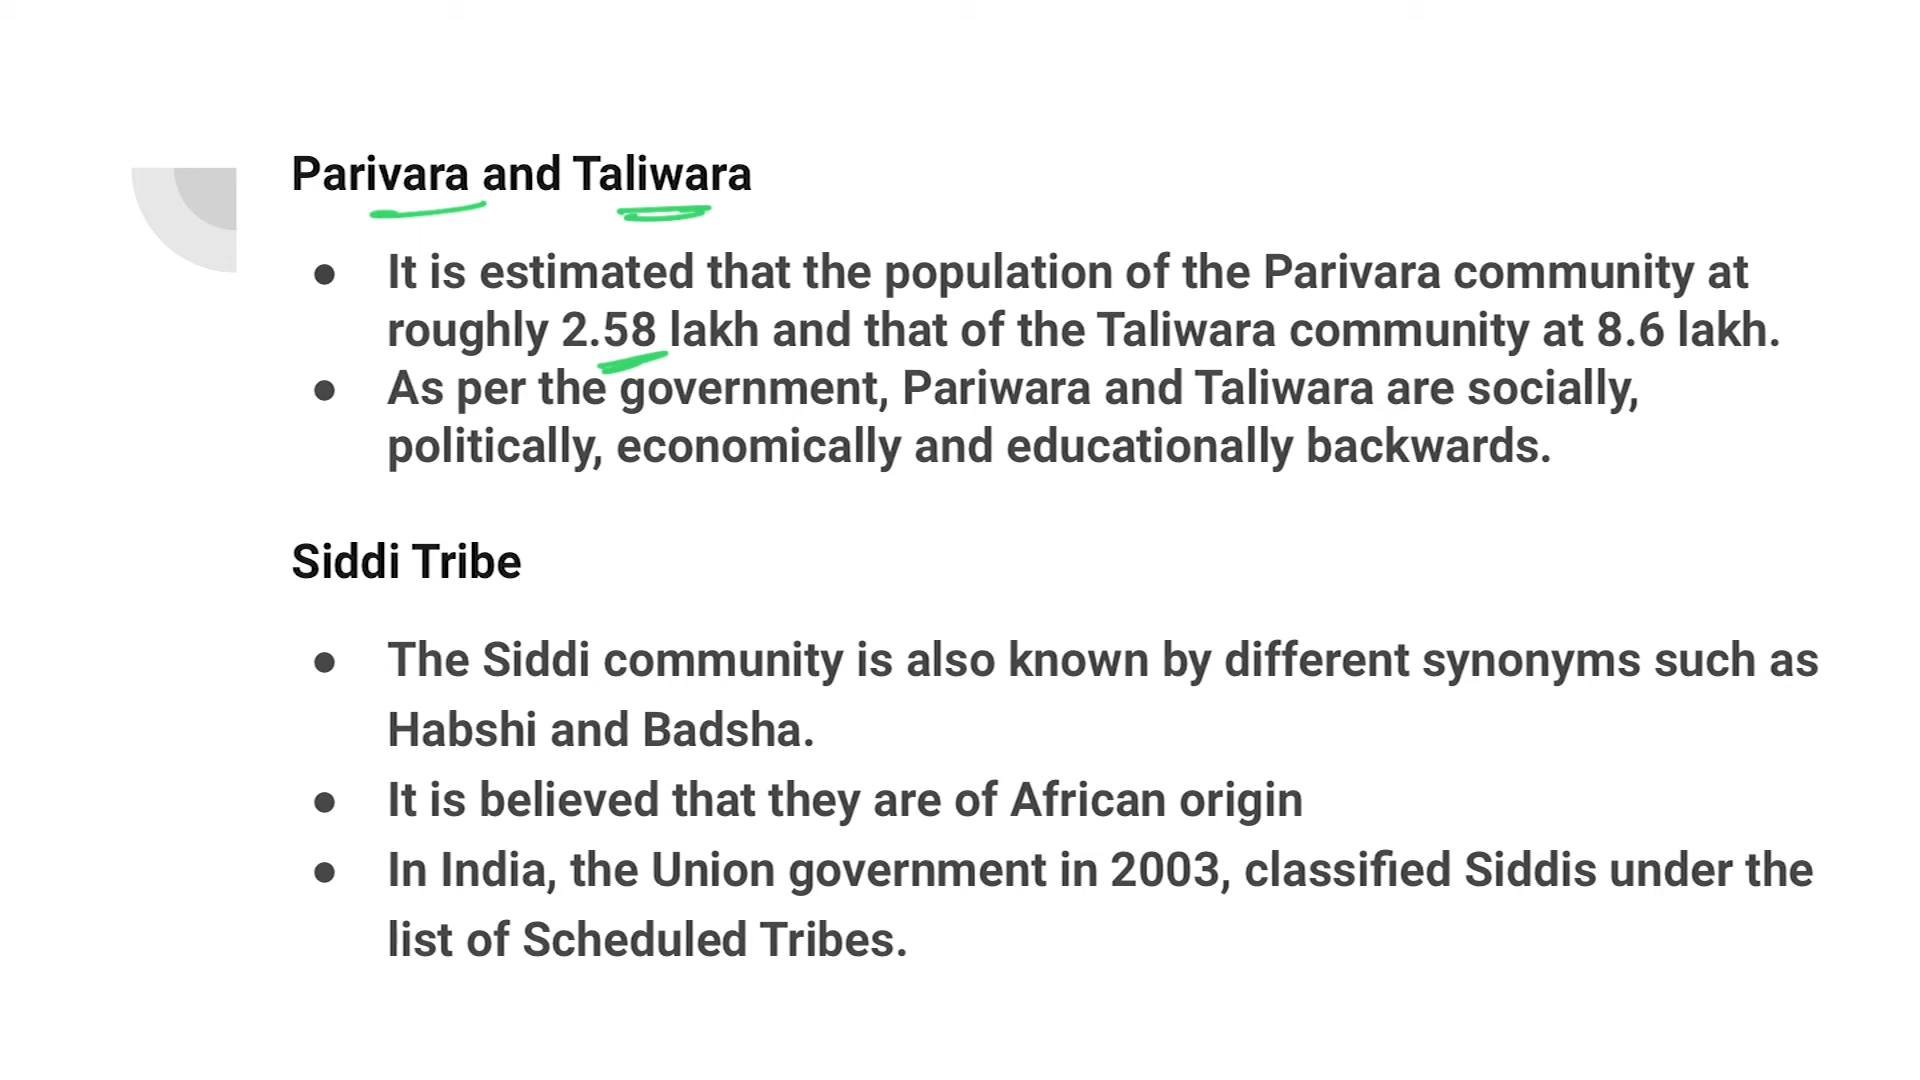 Parivara and Taliwara
● It is estimated that the population of the Parivara community at
roughly 2.58 lakh and that of the Taliwara community at 8.6 lakh.
● As per the government, Pariwara and Taliwara are socially,
politically, economically and educationally backwards.
Siddi Tribe
● The Siddi community is also known by different synonyms such as
Habshi and Badsha.
● It is believed that they are of African origin
● In India, the Union government in 2003, classified Siddis under the
list of Scheduled Tribes.